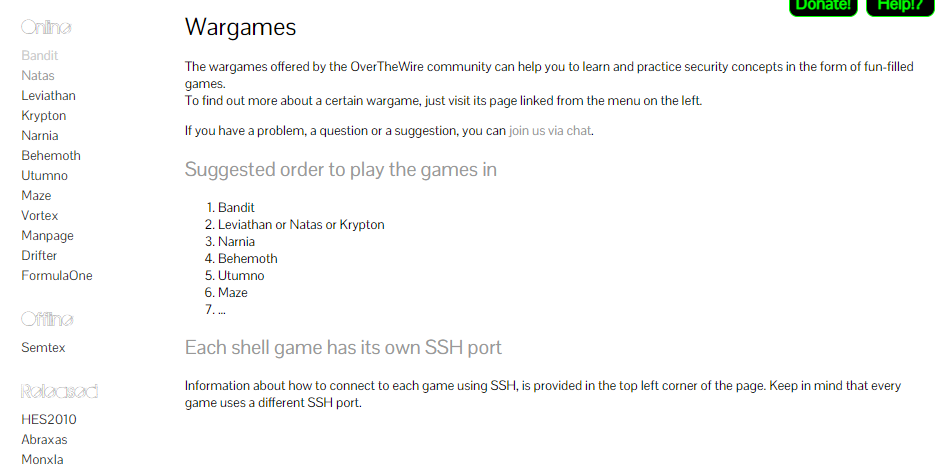 Donate!
Help!?
Online
Bandit
Natas
Leviathan
Krypton
Narnia
Behemoth
Utumno
Maze
Vortex
Manpage
Drifter
FormulaOne
Offline
Semtex
Released
HES2010
Abraxas
Monxla
Wargames
The wargames offered by the OverTheWire community can help you to learn and practice security concepts in the form of fun-filled
games.
To find out more about a certain wargame, just visit its page linked from the menu on the left.
If you have a problem, a question or a suggestion, you can join us via chat.
Suggested order to play the games in
1. Bandit
2. Leviathan or Natas or Krypton
3. Narnia
4. Behemoth
5. Utumno
6. Maze
7. ...
Each shell game has its own SSH port
Information about how to connect to each game using SSH, is provided in the top left corner of the page. Keep in mind that every
game uses a different SSH port.